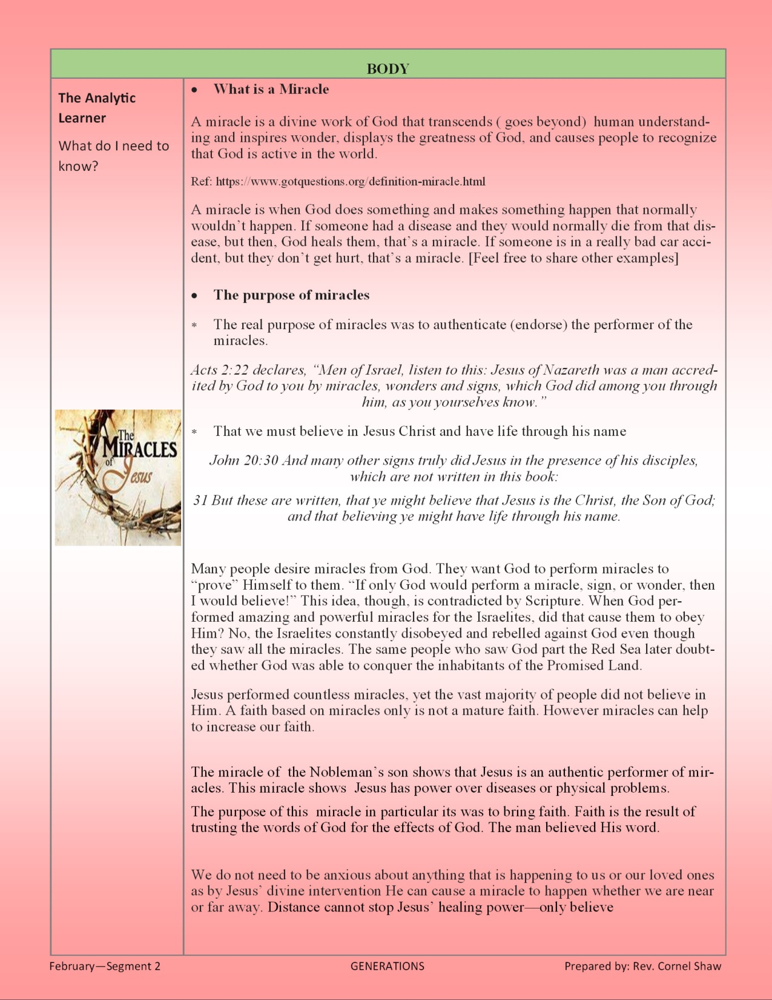 BODY
The Analytic
Learner
What do I need to
know?
The
MIRACLES
of
Jesus
• What is a Miracle
A miracle is a divine work of God that transcends ( goes beyond)  human understand-
ing and inspires wonder, displays the greatness of God, and causes people to recognize
that God is active in the world.
Ref: https://www.gotquestions.org/definition-miracle.html
A miracle is when God does something and makes something happen that normally
wouldn’t happen. If someone had a disease and they would normally die from that dis-
ease, but then, God heals them, that’s a miracle. If someone is in a really bad car acci-
dent, but they don’t get hurt, that’s a miracle. [Feel free to share other examples]
• The purpose of miracles
* The real purpose of miracles was to authenticate (endorse) the performer of the
miracles.
Acts 2:22 declares, “Men of Israel, listen to this: Jesus of Nazareth was a man accred-
ited by God to you by miracles, wonders and signs, which God did among you through
him, as you yourselves know.”
* That we must believe in Jesus Christ and have life through his name
John 20:30 And many other signs truly did Jesus in the presence of his disciples,
which are not written in this book:
31 But these are written, that ye might believe that Jesus is the Christ, the Son of God;
and that believing ye might have life through his name.
Many people desire miracles from God. They want God to perform miracles to
“prove” Himself to them. “If only God would perform a miracle, sign, or wonder, then
I would believe!” This idea, though, is contradicted by Scripture. When God per-
formed amazing and powerful miracles for the Israelites, did that cause them to obey
Him? No, the Israelites constantly disobeyed and rebelled against God even though
they saw all the miracles. The same people who saw God part the Red Sea later doubt-
ed whether God was able to conquer the inhabitants of the Promised Land.
Jesus performed countless miracles, yet the vast majority of people did not believe in
Him. A faith based on miracles only is not a mature faith. However miracles can help
to increase our faith.
The miracle of  the Nobleman’s son shows that Jesus is an authentic performer of mir-
acles. This miracle shows  Jesus has power over diseases or physical problems.
The purpose of this  miracle in particular its was to bring faith. Faith is the result of
trusting the words of God for the effects of God. The man believed His word.
We do not need to be anxious about anything that is happening to us or our loved ones
as by Jesus’ divine intervention He can cause a miracle to happen whether we are near
or far away. Distance cannot stop Jesus’ healing power—only believe
February—Segment 2
GENERATIONS
Prepared by: Rev. Cornel Shaw